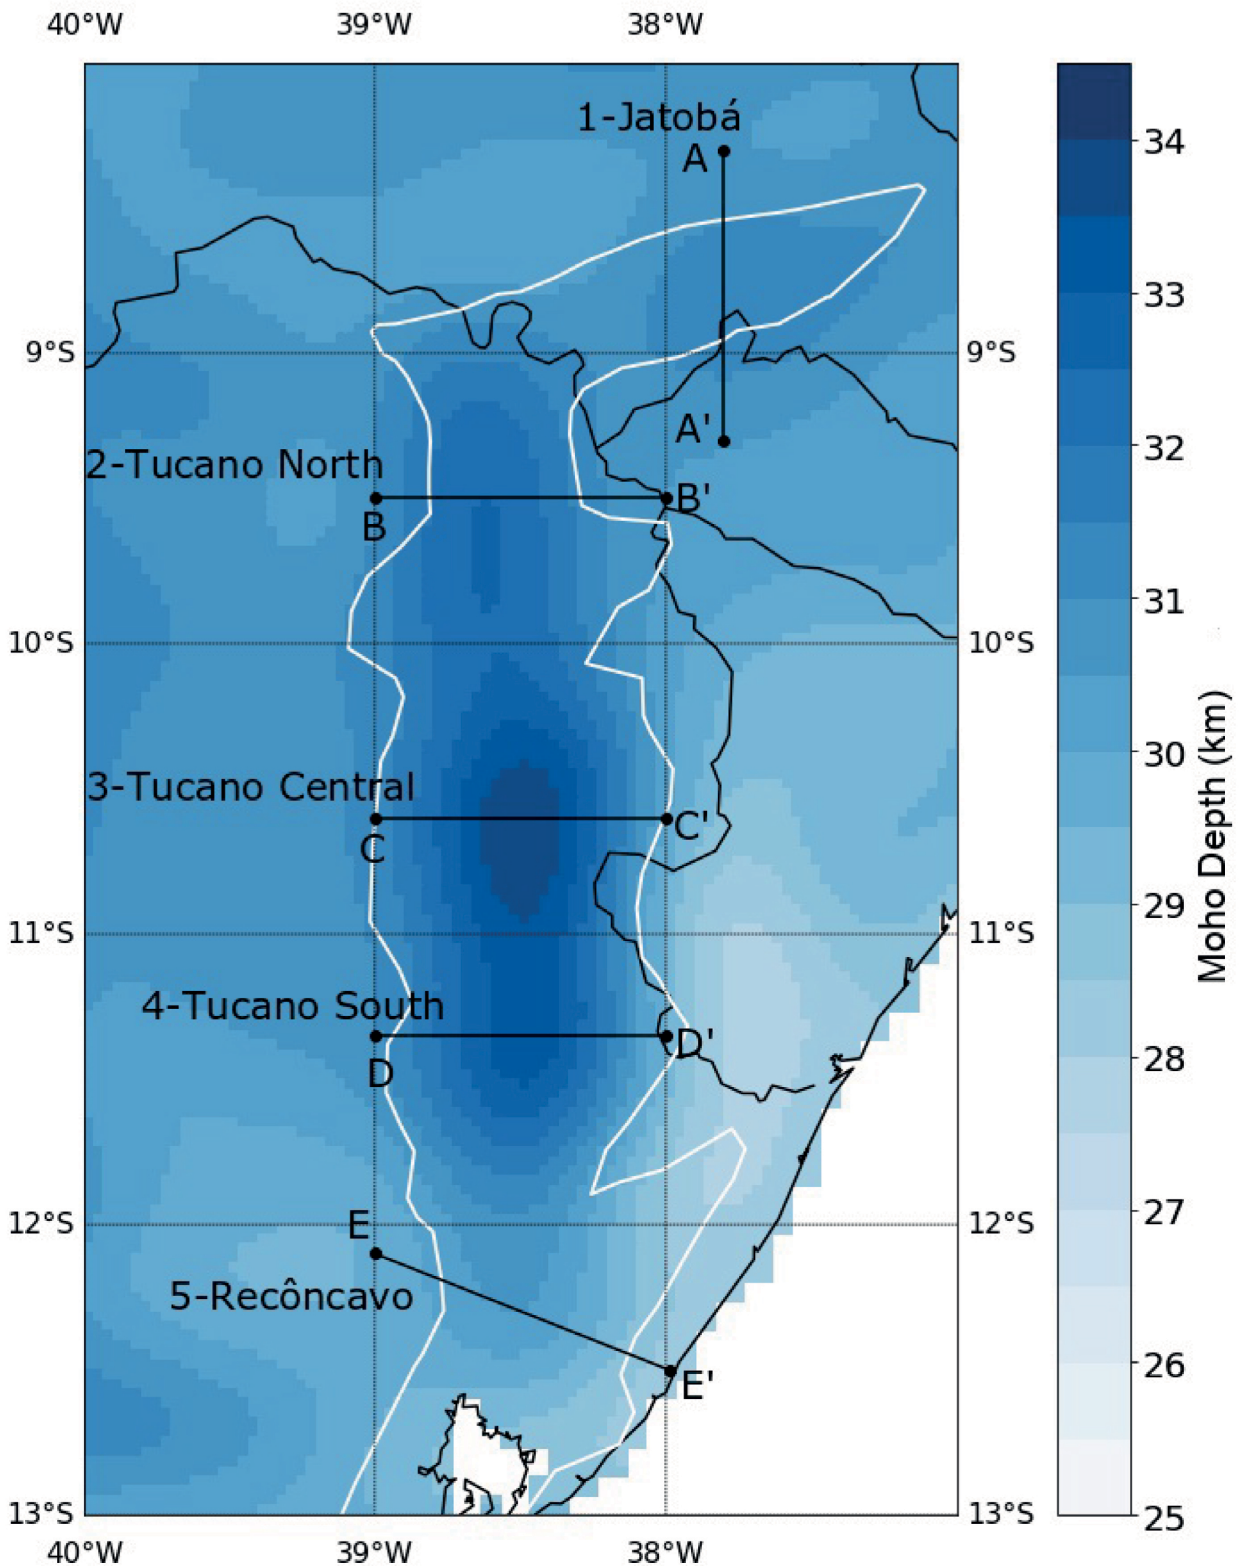 40°W 39°W 38°W
1-Jatobá
A
34
33
9°S 9°S
A'
32
2-Tucano North
B B'
31
10°S 10°S
30
3-Tucano Central
C C'
29
Moho Depth (km)
11°S 11°S
4-Tucano South
D D'
28
12°S 12°S
27
E
5-Recôncavo
E'
26
13°S 13°S
25
40°W 39°W 38°W